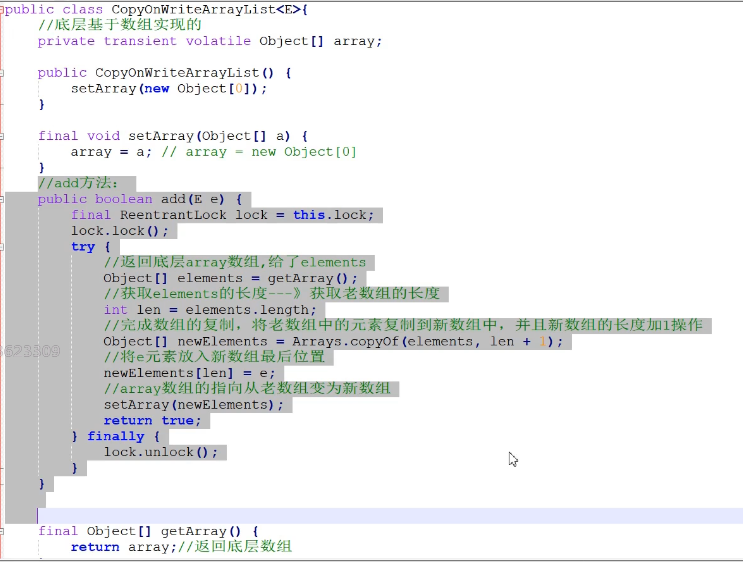 public class CopyOnWriteArrayList<E>{
//底层基于数组实现的
private transient volatile Object[] array;
public CopyOnWriteArrayList() {
setArray(new Object[0]);
}
final void setArray(Object[] a) {
array = a; // array = new Object[0]
}
//add方法:
public boolean add(E e) {
final ReentrantLock lock = this.lock;
lock.lock();
try {
//返回底层array数组,给了elements
Object[] elements = getArray();
//获取elements的长度---》获取老数组的长度
int len = elements.length;
//完成数组的复制，将老数组中的元素复制到新数组中，并且新数组的长度加1操作
Object[] newElements = Arrays.copyOf(elements, len + 1);
//将e元素放入新数组最后位置
newElements[len] = e;
//array数组的指向从老数组变为新数组
setArray(newElements);
return true;
} finally {
lock.unlock();
}
}
final Object[] getArray() {
return array;//返回底层数组